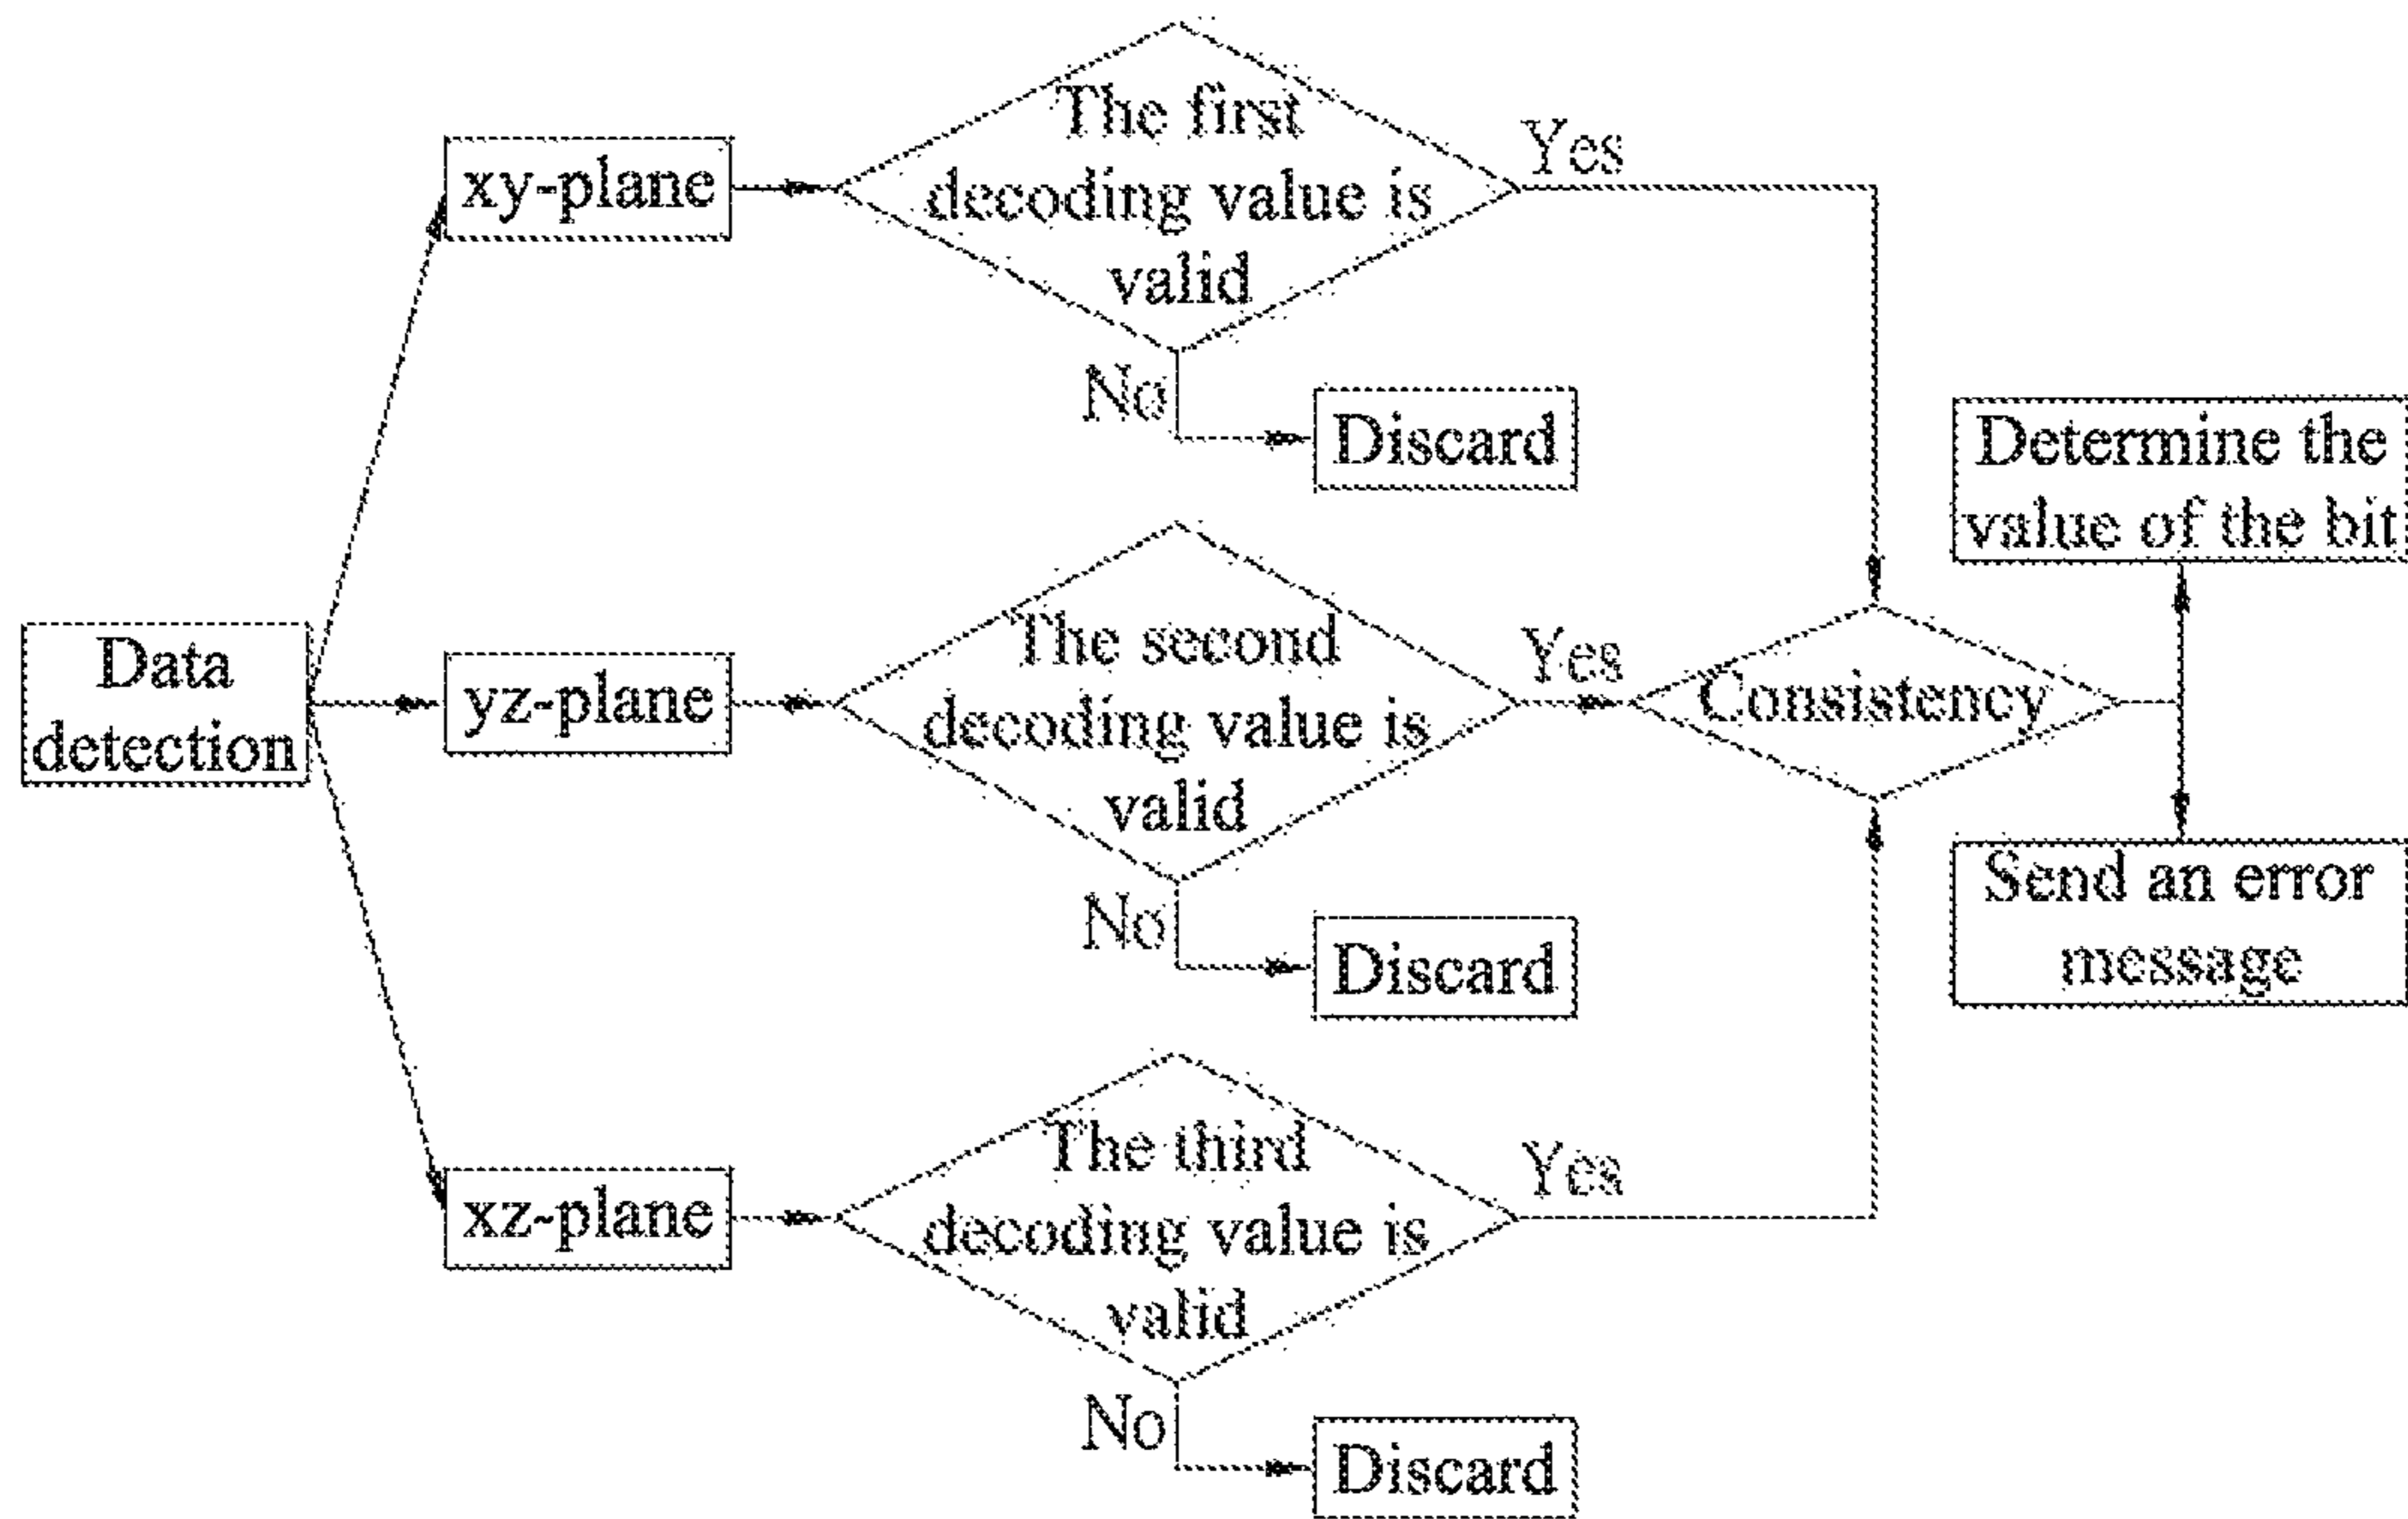 xy-plane
The first
decoding value is
valid
Yes
No
Discard
Data
detection
yz-plane
The second
decoding value is
valid
Yes
No
Discard
Consistency
Determine the
value of the bit
Send an error
message
xz-plane
The third
decoding value is
valid
Yes
No
Discard